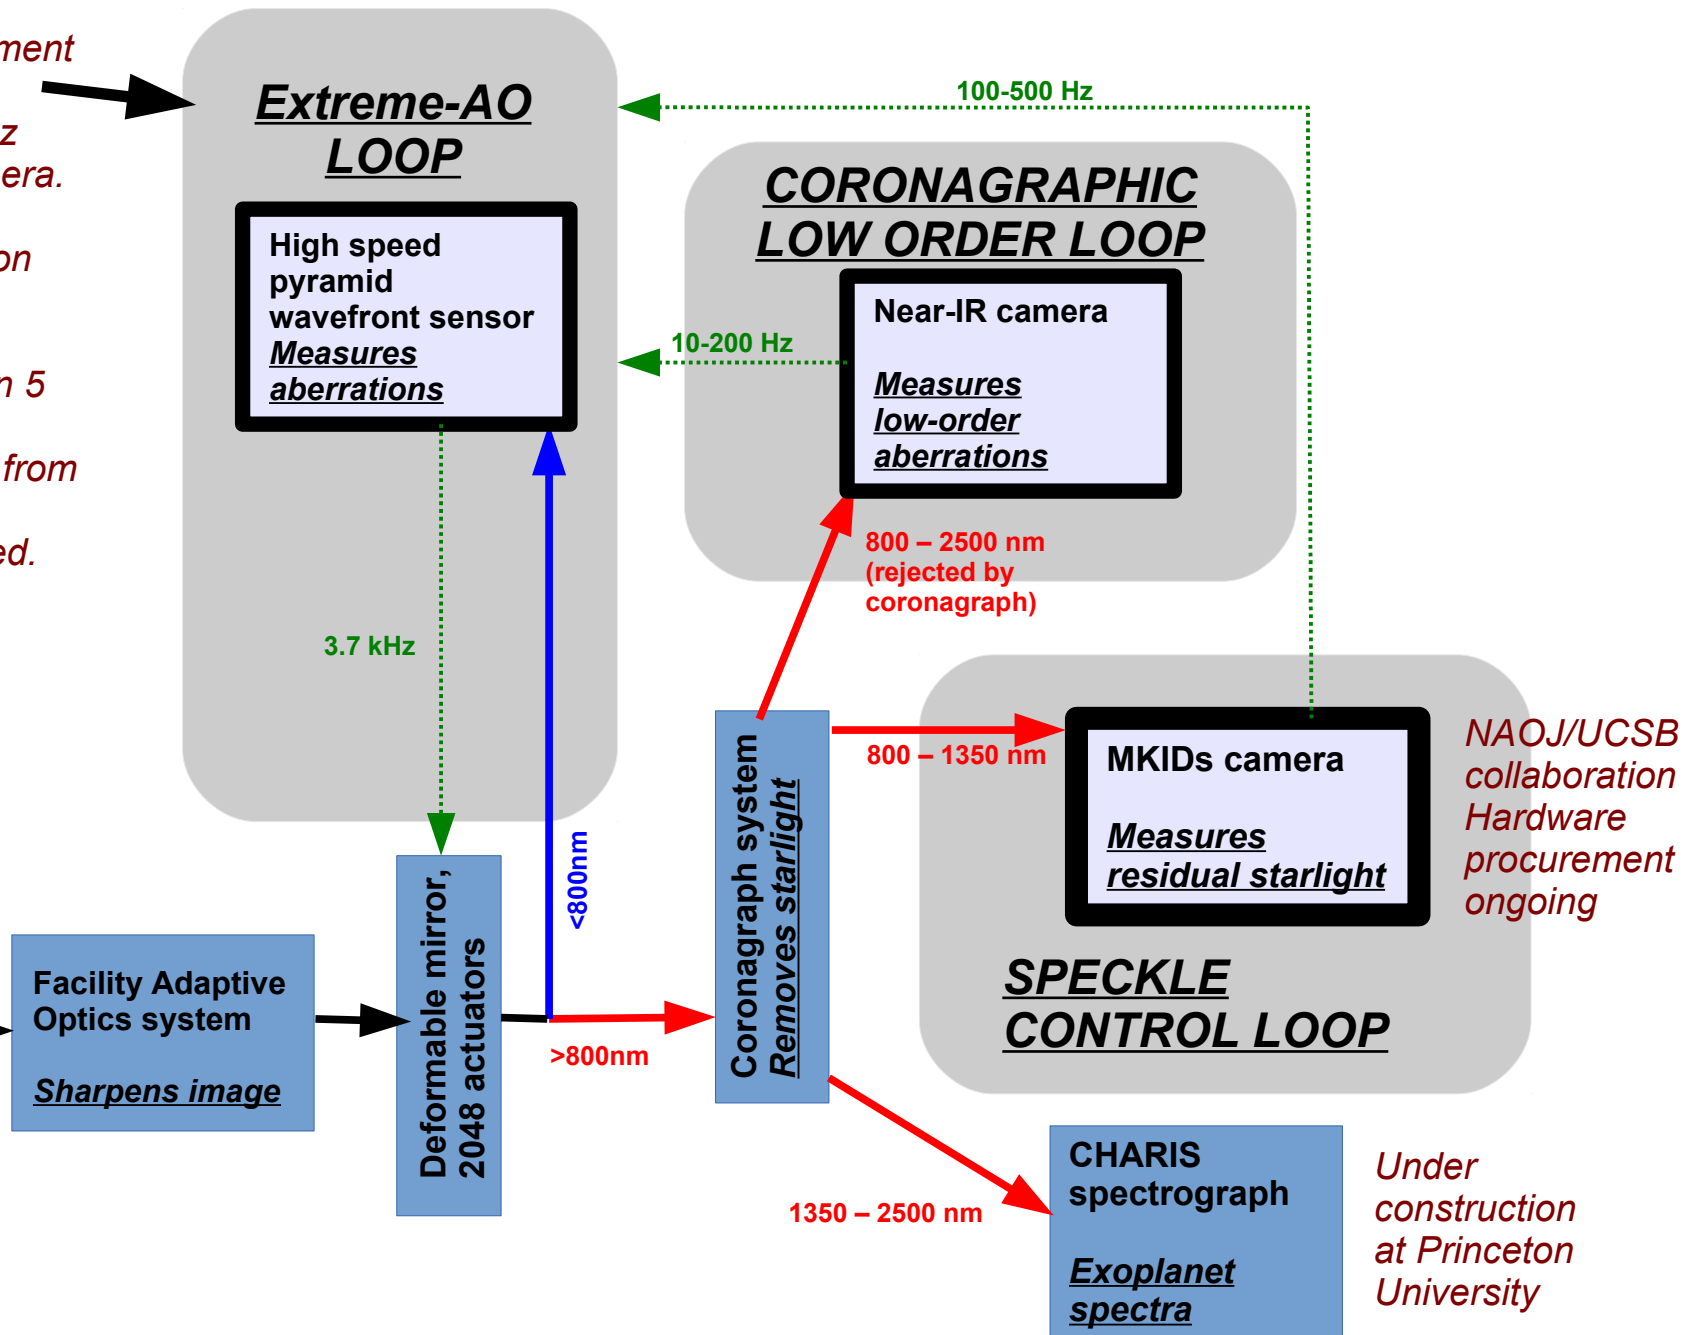 ment
z
era.
on
n 5
from
ed.
Extreme-AO
LOOP
High speed
pyramid
wavefront sensor
Measures
aberrations
100-500 Hz
CORONAGRAPHIC
LOW ORDER LOOP
Near-IR camera
Measures
low-order
aberrations
10-200 Hz
800 – 2500 nm
(rejected by
coronagraph)
3.7 kHz
<800nm
>800nm
Facility Adaptive
Optics system
Sharpens image
Deformable mirror,
2048 actuators
Coronagraph system
Removes starlight
800 – 1350 nm
MKIDs camera
Measures
residual starlight
SPECKLE
CONTROL LOOP
NAOJ/UCSB
collaboration
Hardware
procurement
ongoing
1350 – 2500 nm
CHARIS
spectrograph
Exoplanet
spectra
Under
construction
at Princeton
University